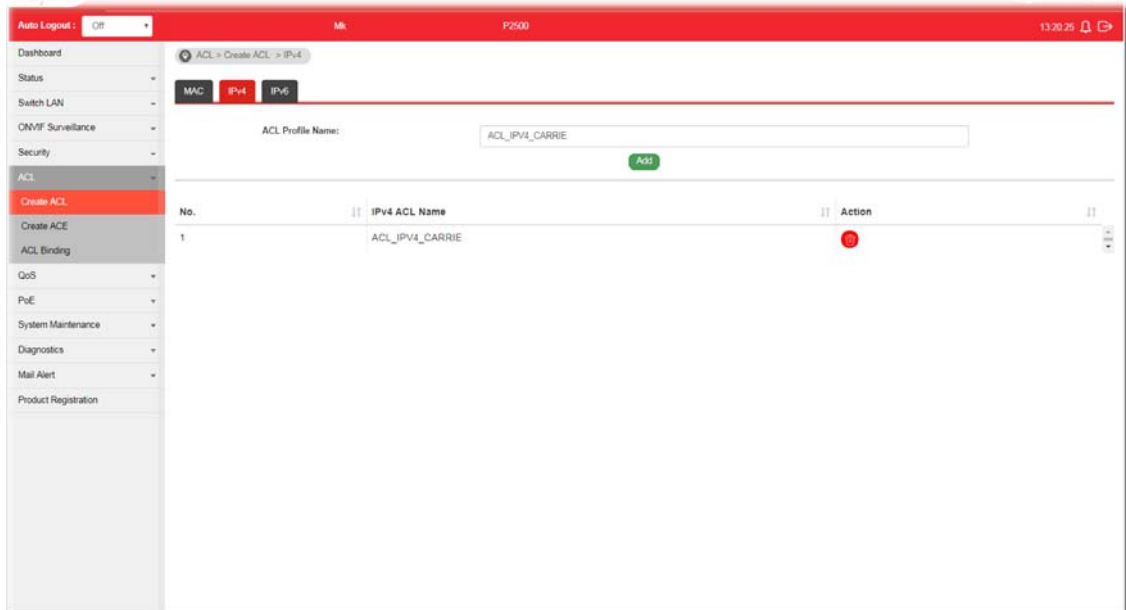 Auto Logout : Off Mk P2500 13:20:25
Dashboard
Status
Switch LAN
ONVIF Surveillance
Security
ACL
Create ACL
Create ACE
ACL Binding
QoS
PoE
System Maintenance
Diagnostics
Mail Alert
Product Registration
ACL > Create ACL > IPv4
MAC IPv4 IPv6
ACL Profile Name: ACL_IPV4_CARRIE
Add
No. IPv4 ACL Name Action
1 ACL_IPV4_CARRIE